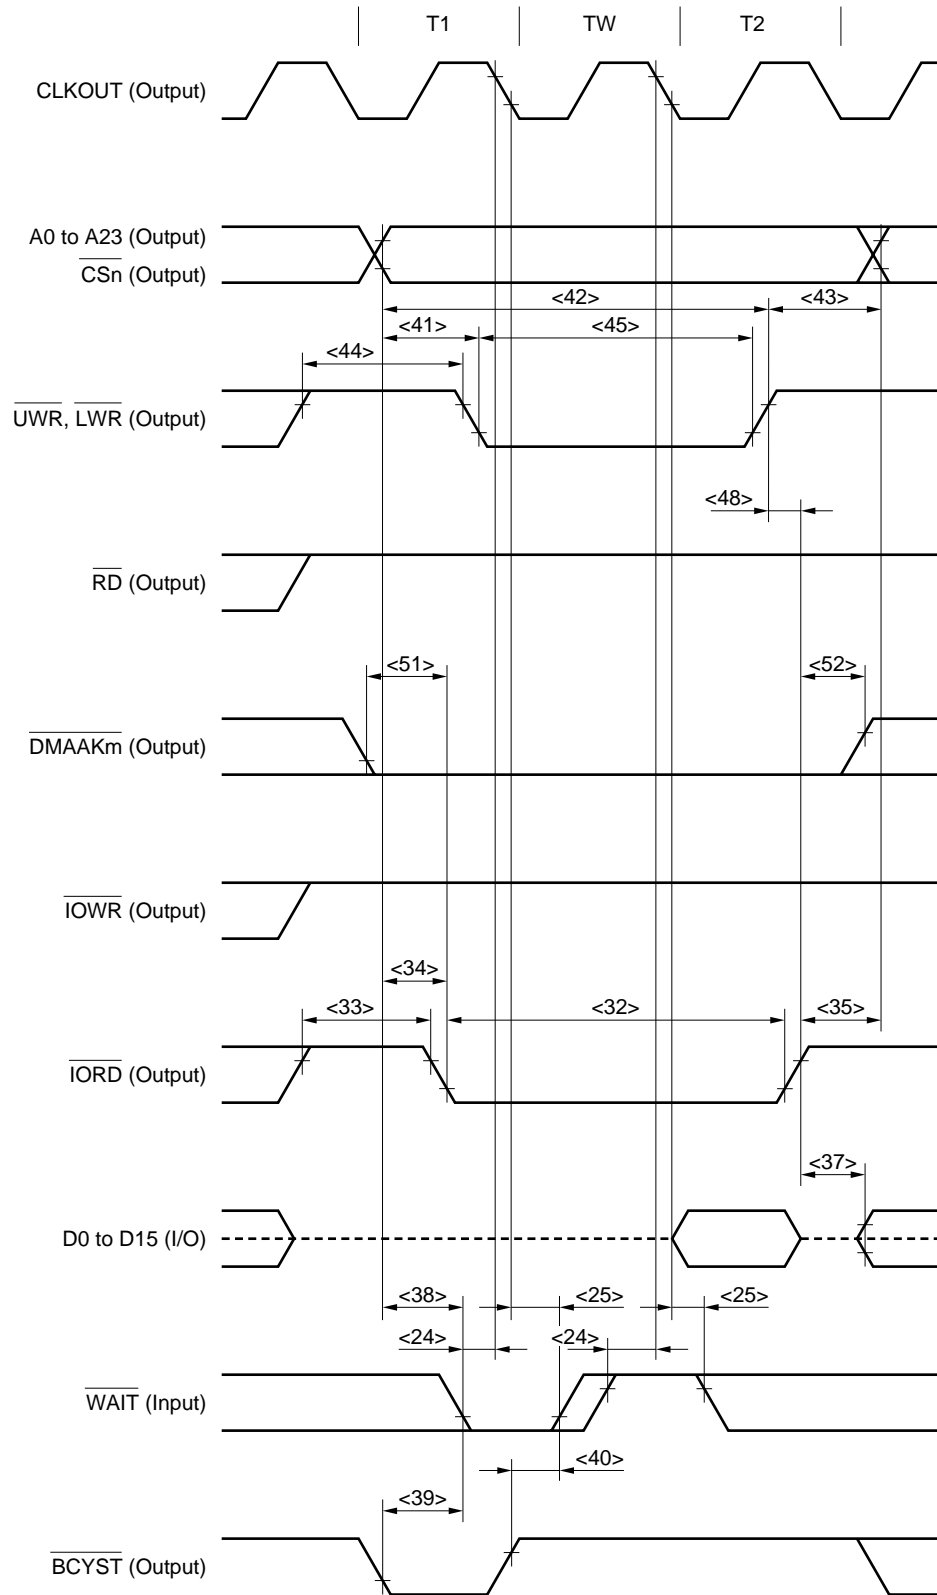 T1 TW T2
CLKOUT (Output)
A0 to A23 (Output)
CSn (Output)
<42> <43>
<41> <45>
<44>
UWR, LWR (Output)
<48>
RD (Output)
<51> <52>
DMAAKm (Output)
IOWR (Output)
<34>
<33> <32> <35>
IORD (Output)
<37>
D0 to D15 (I/O)
<38> <25> <25>
<24> <24>
WAIT (Input)
<40>
<39>
BCYST (Output)